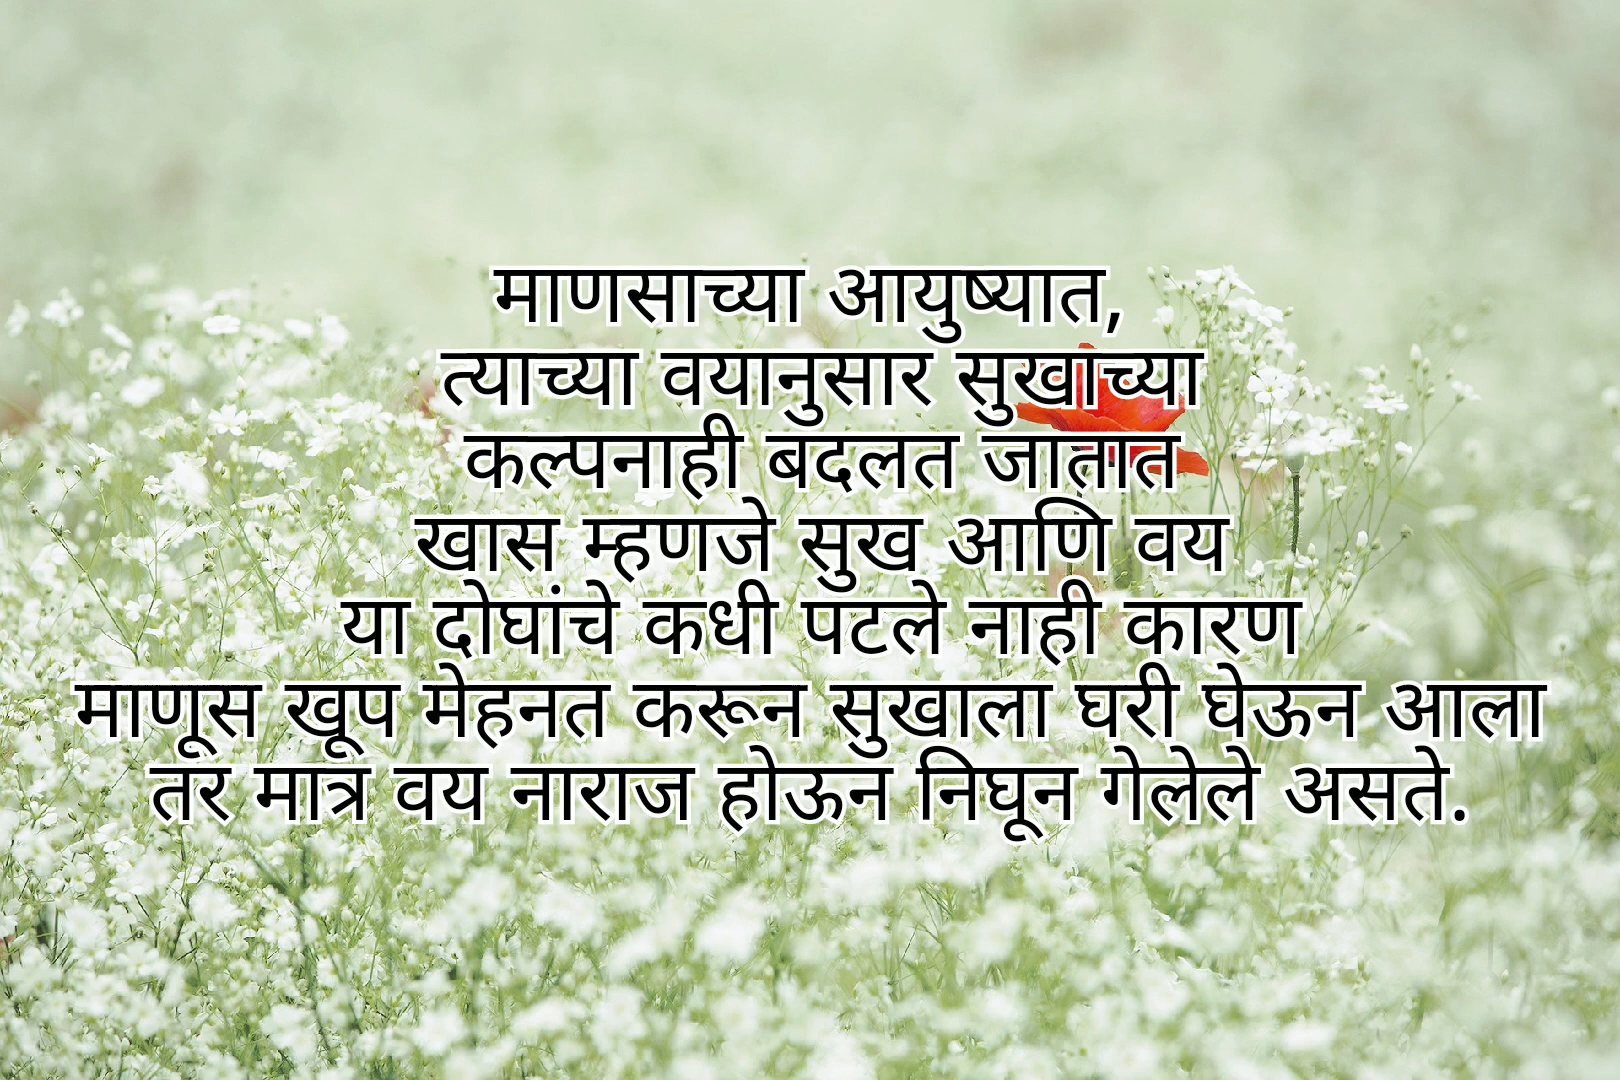 माणसाच्या आयुष्यात,
त्याच्या वयानुसार सुखाच्या
कल्पनाही बदलत जातात
खास म्हणजे सुख आणि वय
या दोघांचे कधी पटले नाही कारण
माणूस खूप मेहनत करून सुखाला घरी घेऊन आला
तर मात्र वय नाराज होऊन निघून गेलेले असते.